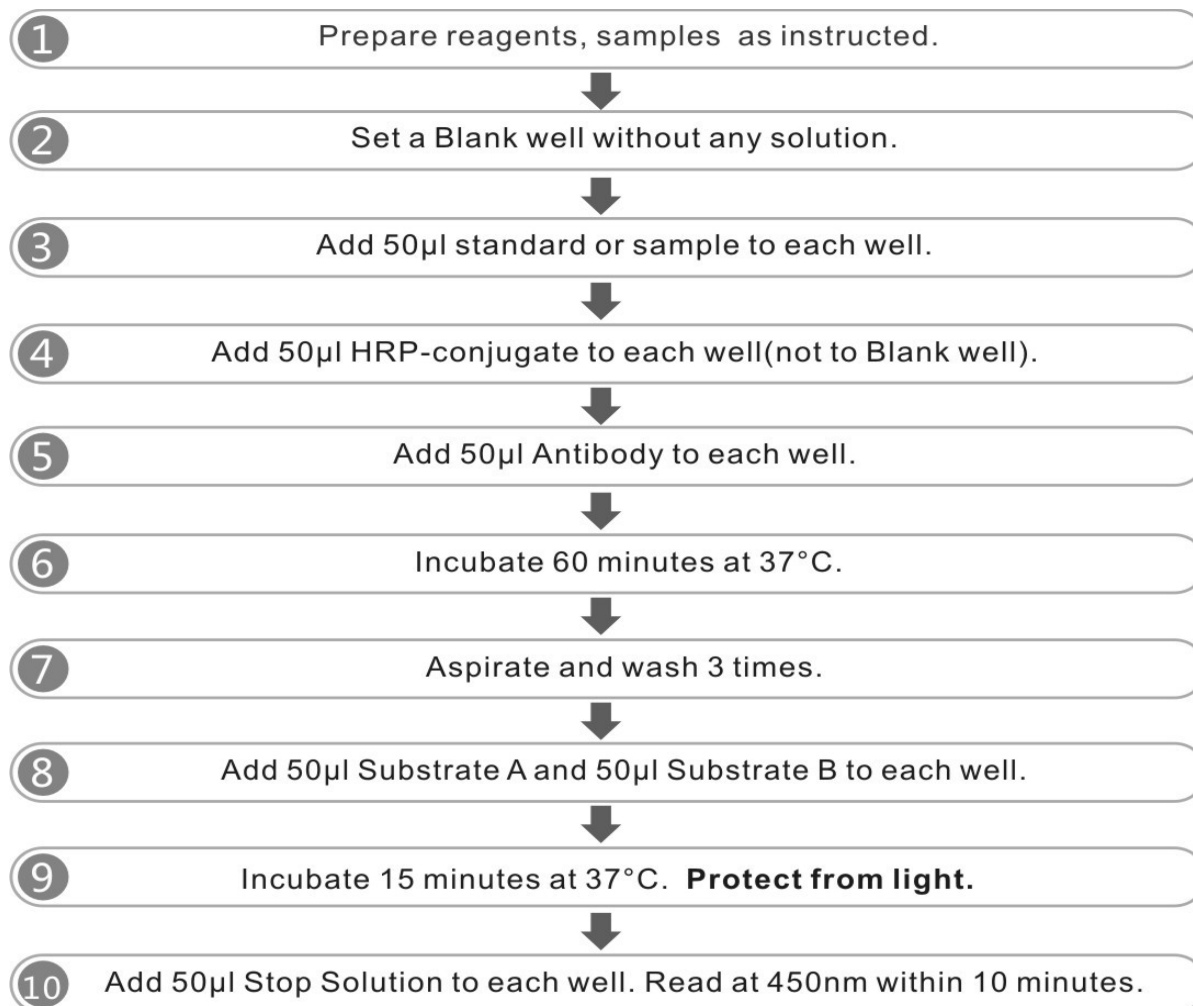 1 Prepare reagents, samples as instructed.
2 Set a Blank well without any solution.
3 Add 50μl standard or sample to each well.
4 Add 50μl HRP-conjugate to each well(not to Blank well).
5 Add 50μl Antibody to each well.
6 Incubate 60 minutes at 37°C.
7 Aspirate and wash 3 times.
8 Add 50μl Substrate A and 50μl Substrate B to each well.
9 Incubate 15 minutes at 37°C. Protect from light.
10 Add 50μl Stop Solution to each well. Read at 450nm within 10 minutes.